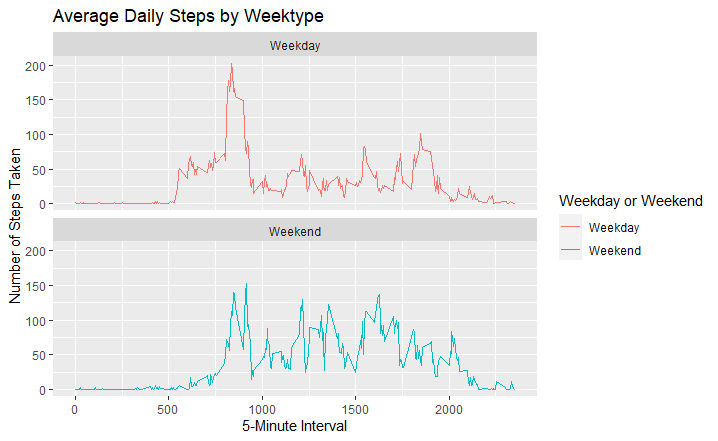 Average Daily Steps by Weektype
Weekday
200
150
100
50
0
Weekend
200
150
100
50
0
Number of Steps Taken
0
500
1000
1500
2000
5-Minute Interval
Weekday or Weekend
Weekday
Weekend